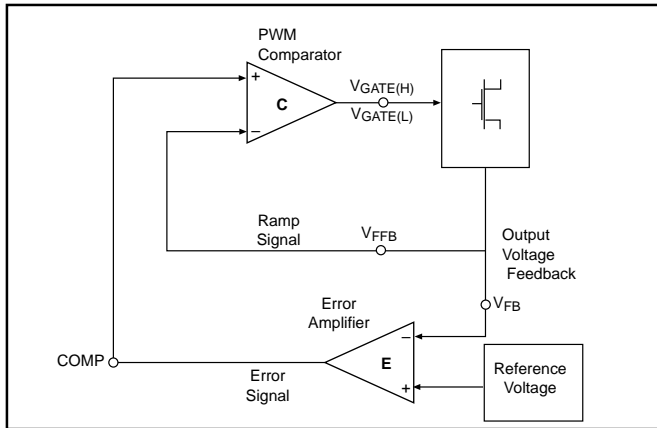 PWM
Comparator
+
C
–
VGATE(H)
VGATE(L)
Ramp
Signal
VFFB
Output
Voltage
Feedback
VFB
Error
Amplifier
–
E
+
COMP
Error
Signal
Reference
Voltage